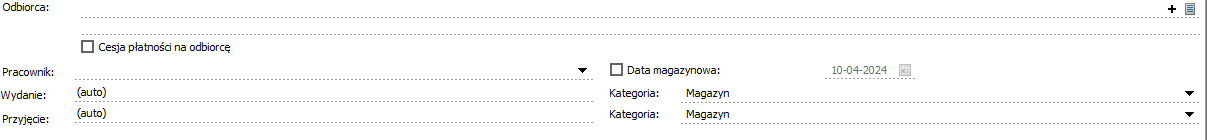 Odbiorca:
Cesja płatności na odbiorcę
Pracownik: Data magazynowa: 10-04-2024
Wydanie: (auto) Kategoria: Magazyn
Przyjęcie: (auto) Kategoria: Magazyn